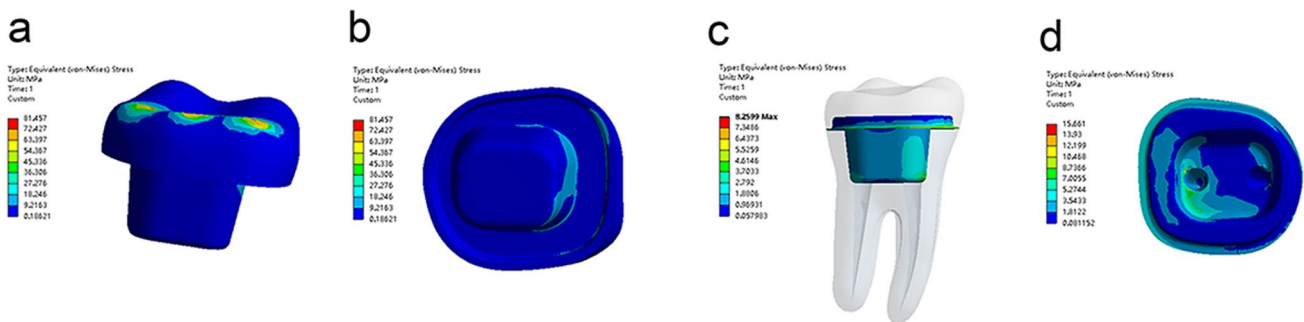 a
Type: Equivalent (von-Mises) Stress
Unit: MPa
Time: 1
Custom
81.457
72.427
63.397
54.367
45.336
36.306
27.276
18.246
9.2163
0.18621
b
Type: Equivalent (von-Mises) Stress
Unit: MPa
Time: 1
Custom
81.457
72.427
63.397
54.367
45.336
36.306
27.276
18.246
9.2163
0.18621
c
Type: Equivalent (von-Mises) Stress
Unit: MPa
Time: 1
Custom
8.2599 Max
7.3486
6.4373
5.5259
4.6146
3.7033
2.792
1.8806
0.96931
0.057983
d
Type: Equivalent (von-Mises) Stress
Unit: MPa
Time: 1
Custom
15.661
13.93
12.199
10.468
8.7366
7.0055
5.2744
3.5433
1.8122
0.081152